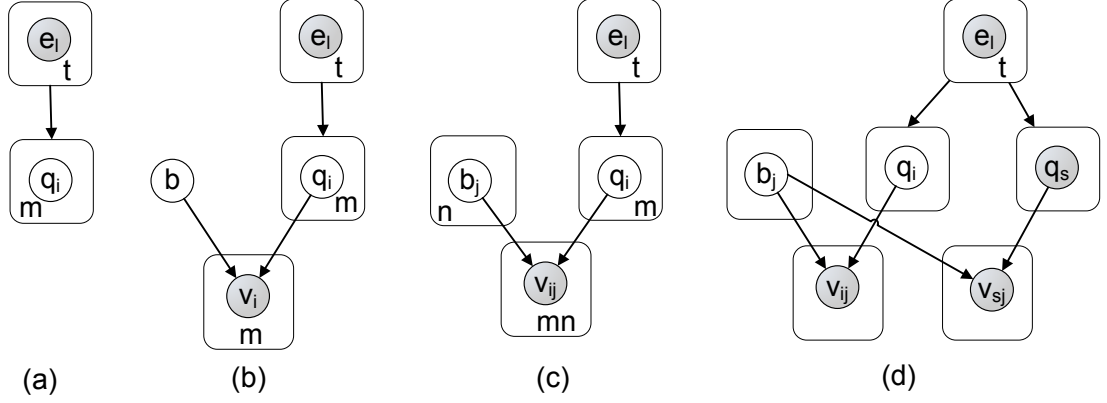 e_l
t
q_i
m
(a)
e_l
t
b
q_i
m
v_i
m
(b)
e_l
t
b_j
n
q_i
m
v_ij
mn
(c)
e_l
t
b_j
q_i
q_s
v_ij
v_sj
(d)